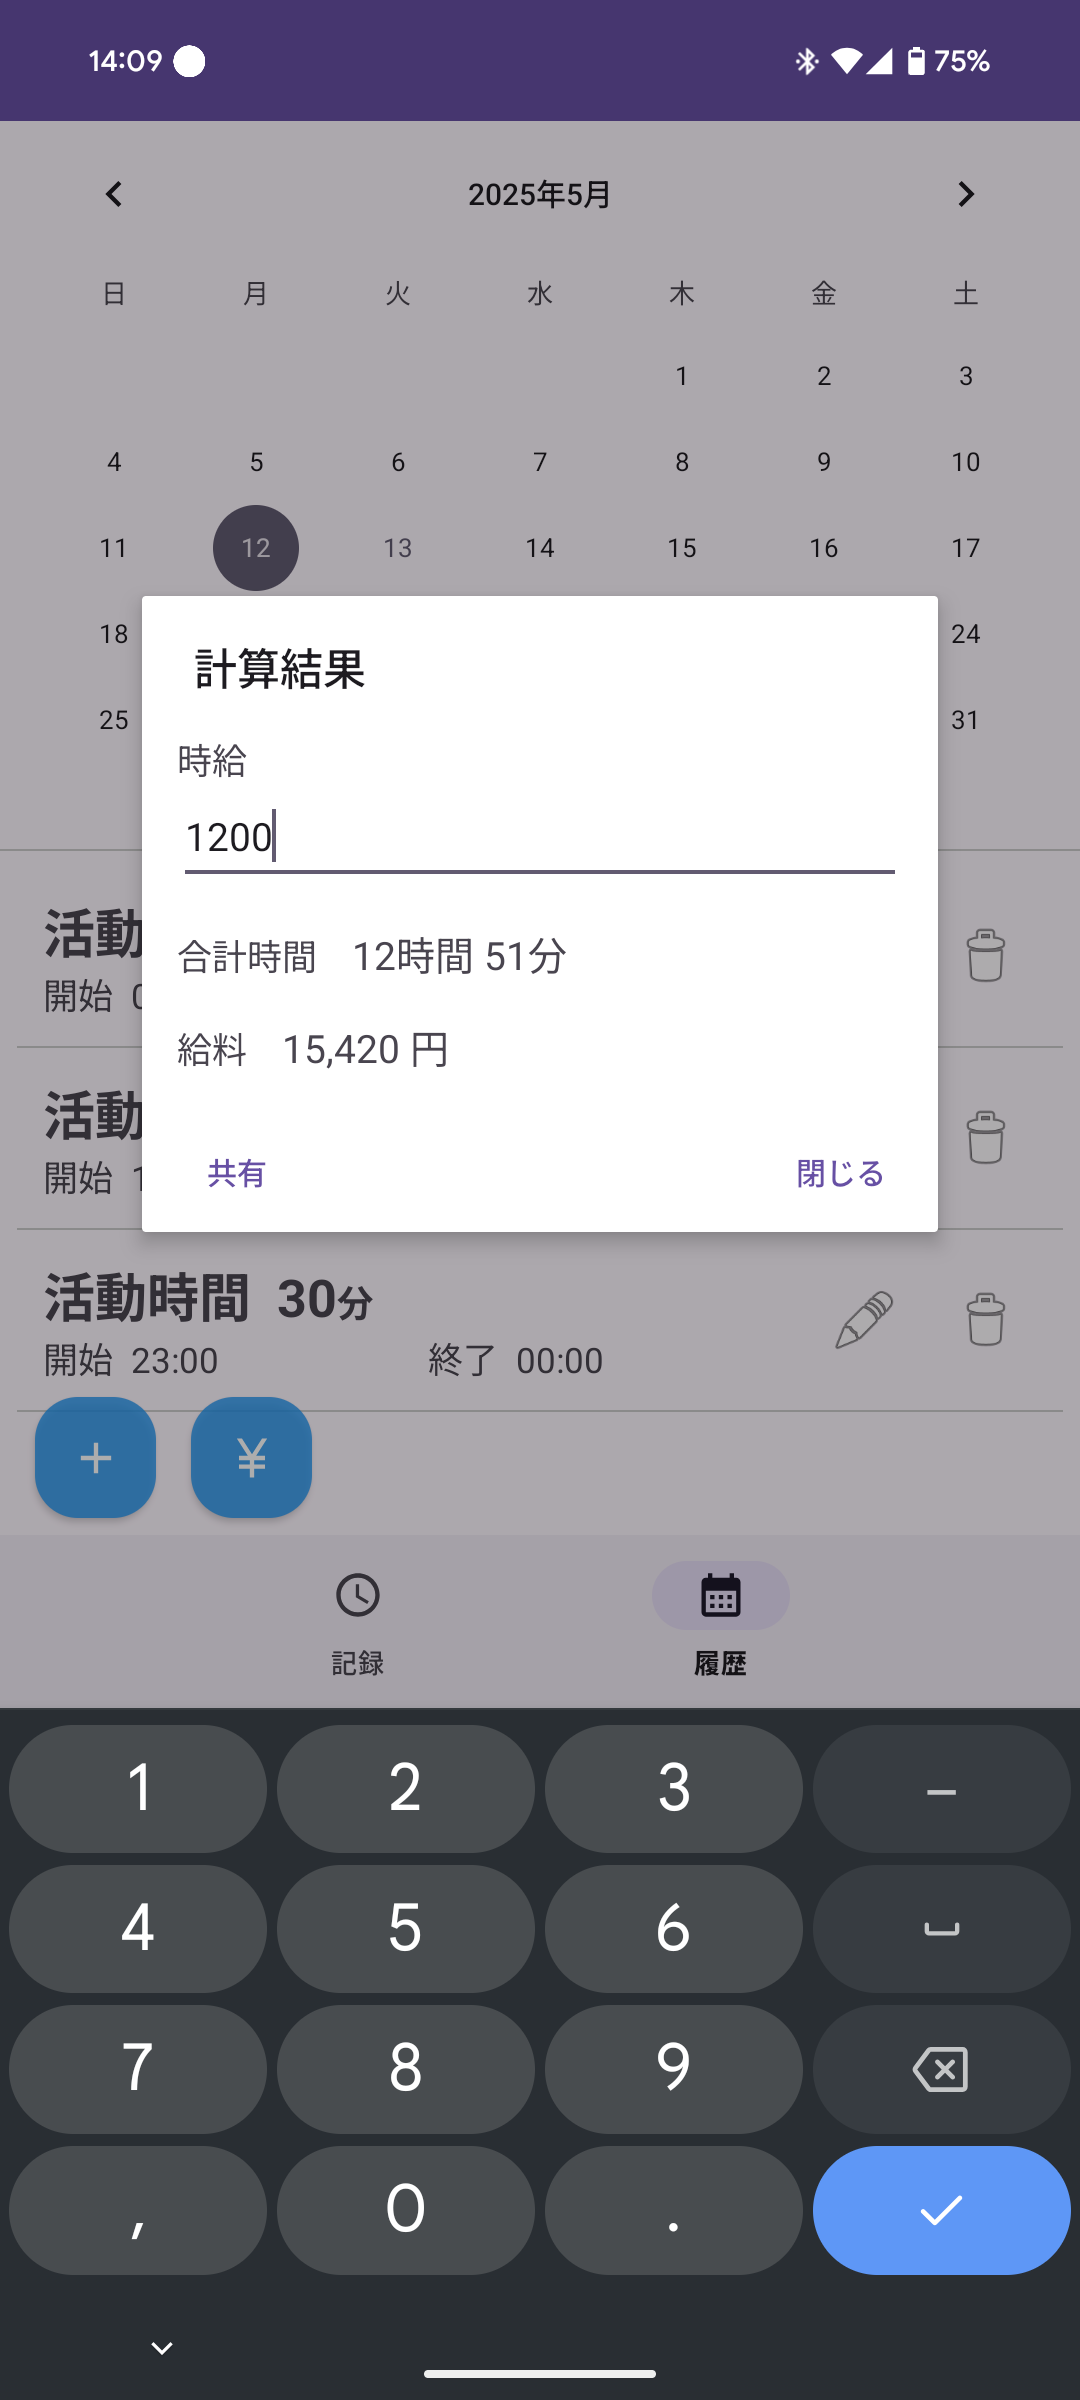 14:09 75%
2025年5月
日 月 火 水 木 金 土
1 2 3
4 5 6 7 8 9 10
11 12 13 14 15 16 17
18 24
25 31
計算結果
時給
1200
合計時間 12時間 51分
給料 15,420 円
共有 閉じる
活動
開始
活動
開始 1
活動時間 30分
開始 23:00 終了 00:00
+ ¥
記録 履歴
1 2 3 –
4 5 6
7 8 9
, 0 .